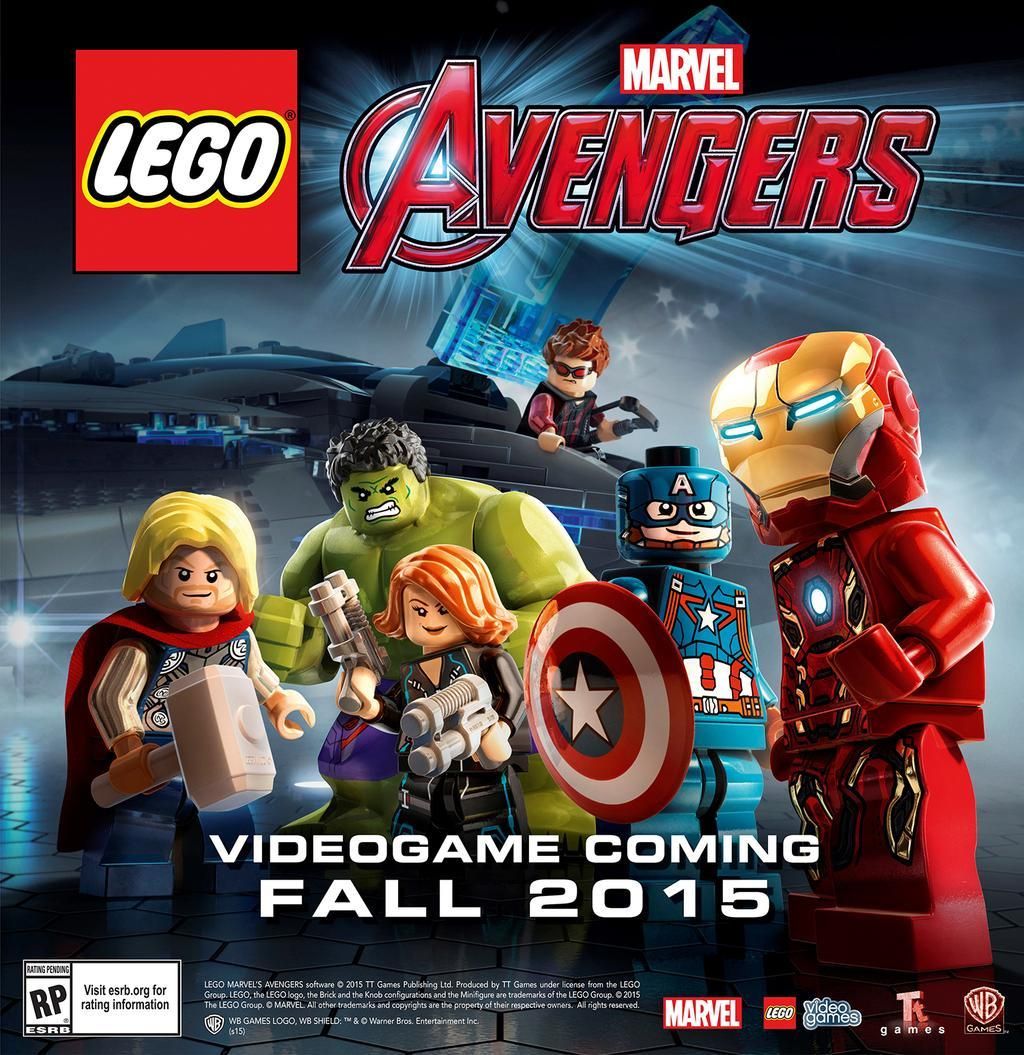 MARVEL
LEGO®
AVENGERS
A
VIDEOGAME COMING
FALL 2015
RATING PENDING
RP
ESRB
Visit esrb.org for
rating information
LEGO MARVEL'S AVENGERS software © 2015 TT Games Publishing Ltd. Produced by TT Games under license from the LEGO
Group. LEGO, the LEGO logo, the Brick and the Knob configurations and the Minifigure are trademarks of the LEGO Group. © 2015
The LEGO Group. © MARVEL. All other trademarks and copyrights are the property of their respective owners. All rights reserved.
WB GAMES LOGO, WB SHIELD: ™ & © Warner Bros. Entertainment Inc.
(s15)
MARVEL
LEGO
video
games
Tt
games
WB
GAMES